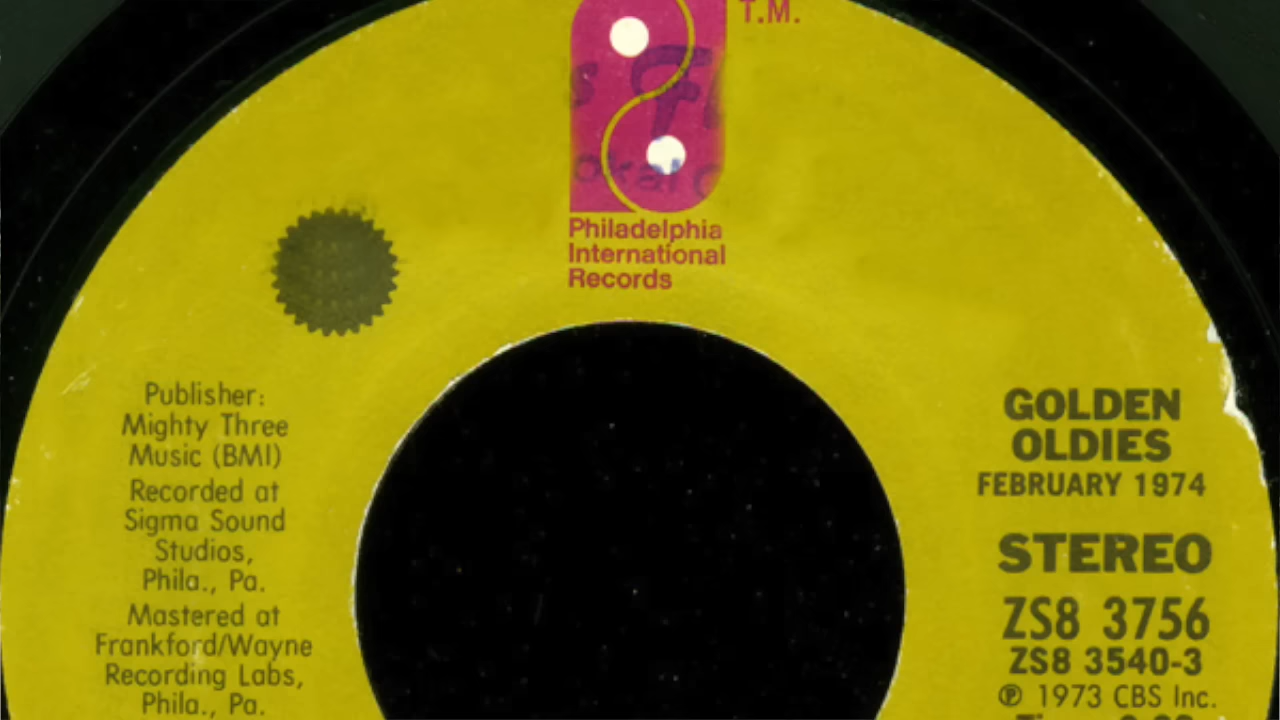 T.M.
Philadelphia
International
Records
Publisher:
Mighty Three
Music (BMI)
Recorded at
Sigma Sound
Studios,
Phila., Pa.
Mastered at
Frankford/Wayne
Recording Labs,
Phila., Pa.
GOLDEN
OLDIES
FEBRUARY 1974
STEREO
ZS8 3756
ZS8 3540-3
℗ 1973 CBS Inc.